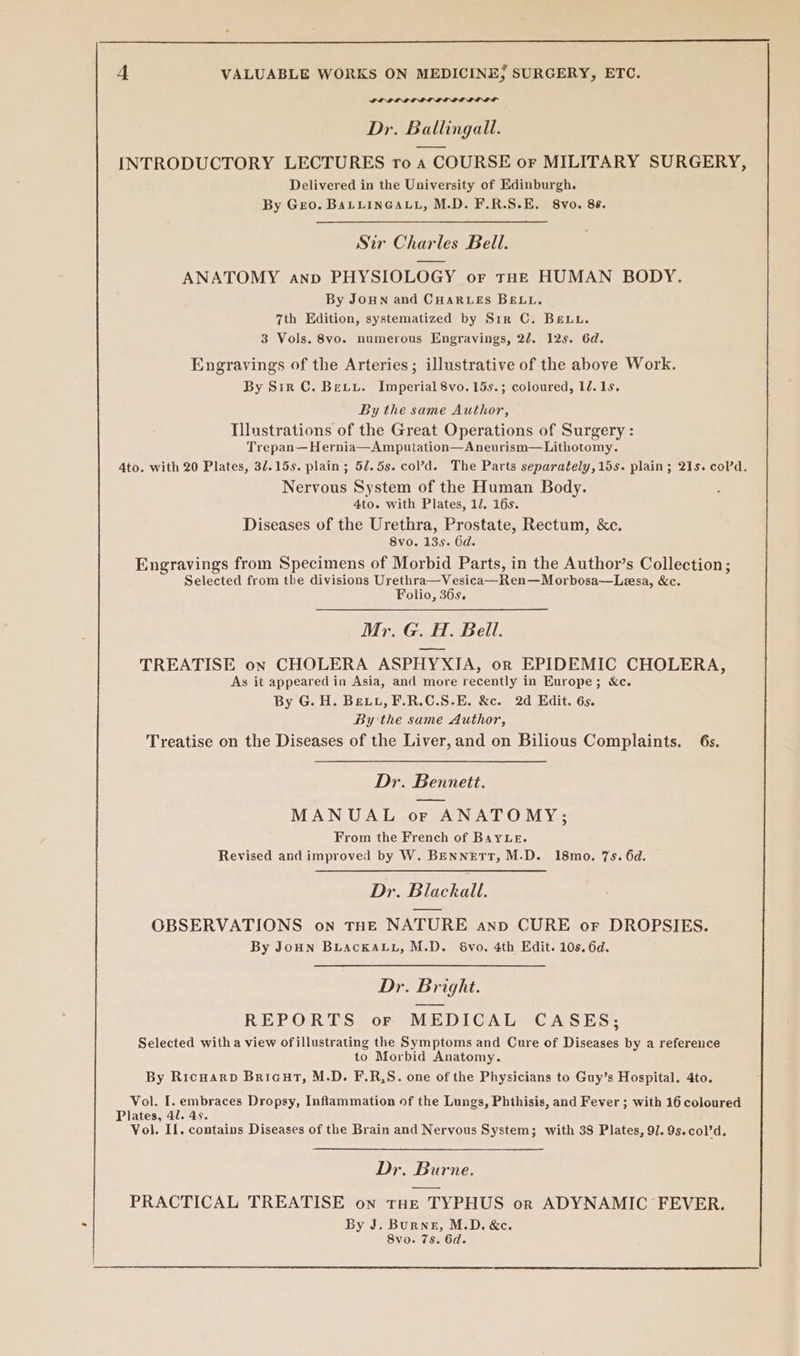 4 VALUABLE WORKS ON MEDICINE, SURGERY, ETC.
Dr. Ballingall.
INTRODUCTORY LECTURES TO A COURSE OF MILITARY SURGERY,
Delivered in the University of Edinburgh.
By GEO. BALLINGALL, M.D. F.R.S.E. 8vo. 8s.
Sir Charles Bell.
ANATOMY AND PHYSIOLOGY OF THE HUMAN BODY.
By JOHN and CHARLES BELL.
7th Edition, systematized by SIR C. BELL.
3 Vols. 8vo. numerous Engravings, 2l. 12s. 6d.
Engravings of the Arteries; illustrative of the above Work.
By SIR C. BELL. Imperial 8vo. 15s.; coloured, 1l. 1s.
By the same Author,
Illustrations of the Great Operations of Surgery:
Trepan—Hernia—Amputation—Aneurism—Lithotomy.
4to. with 20 Plates, 3l. 15s. plain; 5l. 5s. col'd. The Parts separately, 15s. plain; 21s. col'd.
Nervous System of the Human Body.
4to. with Plates, 1l. 16s.
Diseases of the Urethra, Prostate, Rectum, &c.
8vo. 13s. 6d.
Engravings from Specimens of Morbid Parts, in the Author's Collection;
Selected from the divisions Urethra—Vesica—Ren—Morbosa—Læsa, &c.
Folio, 36s.
Mr. G. H. Bell.
TREATISE ON CHOLERA ASPHYXIA, OR EPIDEMIC CHOLERA,
As it appeared in Asia, and more recently in Europe; &c.
By G. H. BELL, F.R.C.S.E. &c. 2d Edit. 6s.
By the same Author,
Treatise on the Diseases of the Liver, and on Bilious Complaints. 6s.
Dr. Bennett.
MANUAL OF ANATOMY;
From the French of BAYLE.
Revised and improved by W. BENNETT, M.D. 18mo. 7s. 6d.
Dr. Blackall.
OBSERVATIONS ON THE NATURE AND CURE OF DROPSIES.
By JOHN BLACKALL, M.D. 8vo. 4th Edit. 10s. 6d.
Dr. Bright.
REPORTS OF MEDICAL CASES;
Selected with a view of illustrating the Symptoms and Cure of Diseases by a reference
to Morbid Anatomy.
By RICHARD BRIGHT, M.D. F.R.S. one of the Physicians to Guy's Hospital. 4to.
Vol. I. embraces Dropsy, Inflammation of the Lungs, Phthisis, and Fever; with 16 coloured
Plates, 4l. 4s.
Vol. II. contains Diseases of the Brain and Nervous System; with 38 Plates, 9l. 9s. col'd.
Dr. Burne.
PRACTICAL TREATISE ON THE TYPHUS OR ADYNAMIC FEVER.
By J. BURNE, M.D. &c.
8vo. 7s. 6d.